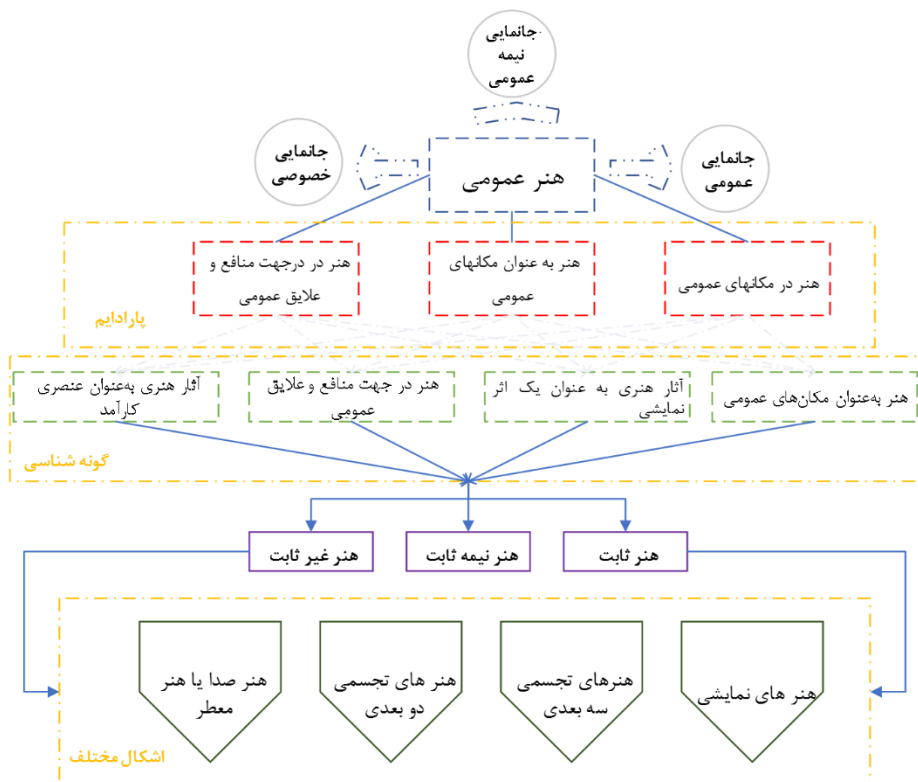 جانمایی
نیمه
عمومی
جانمایی
عمومی
هنر عمومی
جانمایی
خصوصی
هنر در مکانهای عمومی
هنر به عنوان مکانهای
عمومی
هنر در درجهت منافع و
علایق عمومی
پارادایم
هنر به‌عنوان مکان‌های عمومی
آثار هنری به عنوان یک اثر
نمایشی
هنر در جهت منافع و علایق
عمومی
آثار هنری به‌عنوان عنصری
کارآمد
گونه شناسی
هنر ثابت
هنر نیمه ثابت
هنر غیر ثابت
هنر های نمایشی
هنرهای تجسمی
سه بعدی
هنر های تجسمی
دو بعدی
هنر صدا یا هنر
معطر
اشکال مختلف